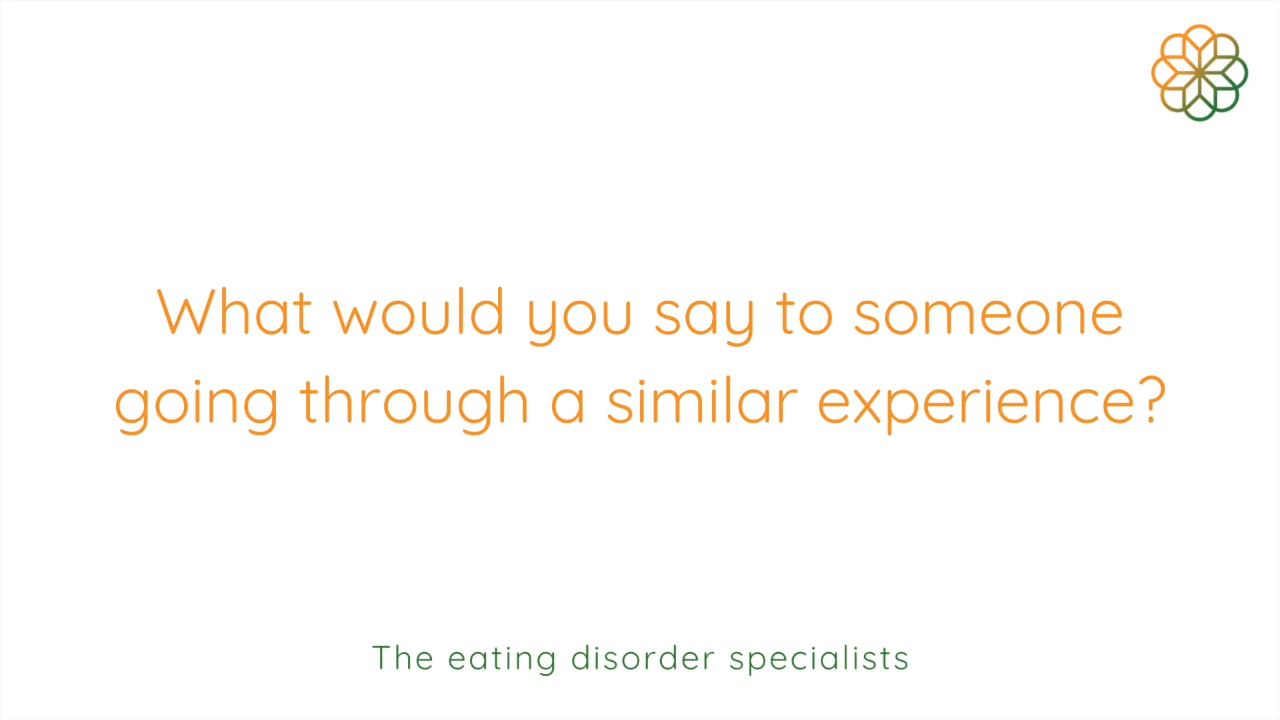 What would you say to someone
going through a similar experience?
The eating disorder specialists